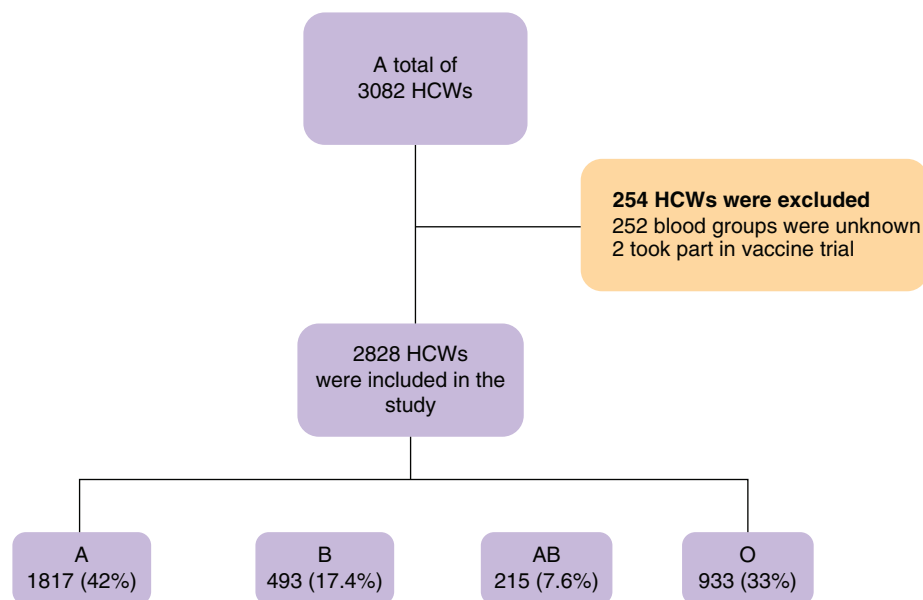 A total of
3082 HCWs
254 HCWs were excluded
252 blood groups were unknown
2 took part in vaccine trial
2828 HCWs
were included in the
study
A
1817 (42%)
B
493 (17.4%)
AB
215 (7.6%)
O
933 (33%)